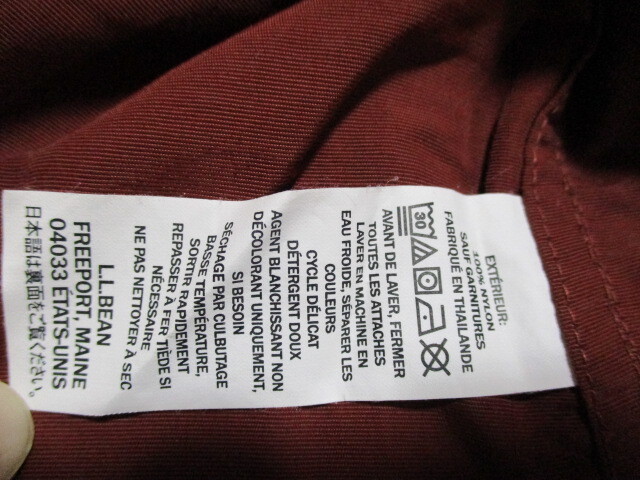 EXTÉRIEUR:
100% NYLON
SAUF GARNITURES
FABRIQUÉ EN THAÏLANDE
30
AVANT DE LAVER, FERMER
TOUTES LES ATTACHES
LAVER EN MACHINE EN
EAU FROIDE, SÉPARER LES
COULEURS
CYCLE DÉLICAT
DÉTERGENT DOUX
AGENT BLANCHISSANT NON
DÉCOLORANT UNIQUEMENT,
SI BESOIN
SÉCHAGE PAR CULBUTAGE
BASSE TEMPÉRATURE,
SORTIR RAPIDEMENT
REPASSER À FER TIÈDE SI
NÉCESSAIRE
NE PAS NETTOYER À SEC
L.L.BEAN
FREEPORT, MAINE
04033 ÉTATS-UNIS
日本語は裏面をご覧ください。